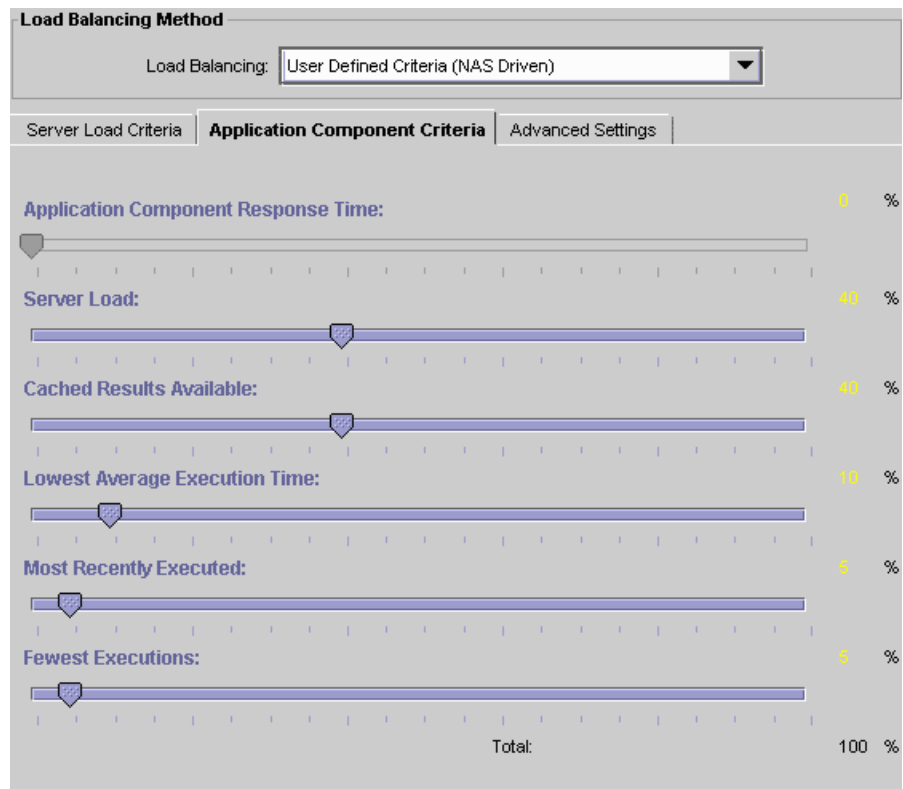 Load Balancing Method
Load Balancing: User Defined Criteria (NAS Driven)
Server Load Criteria Application Component Criteria Advanced Settings
Application Component Response Time: 0 %
Server Load: 40 %
Cached Results Available: 40 %
Lowest Average Execution Time: 10 %
Most Recently Executed: 5 %
Fewest Executions: 5 %
Total: 100 %